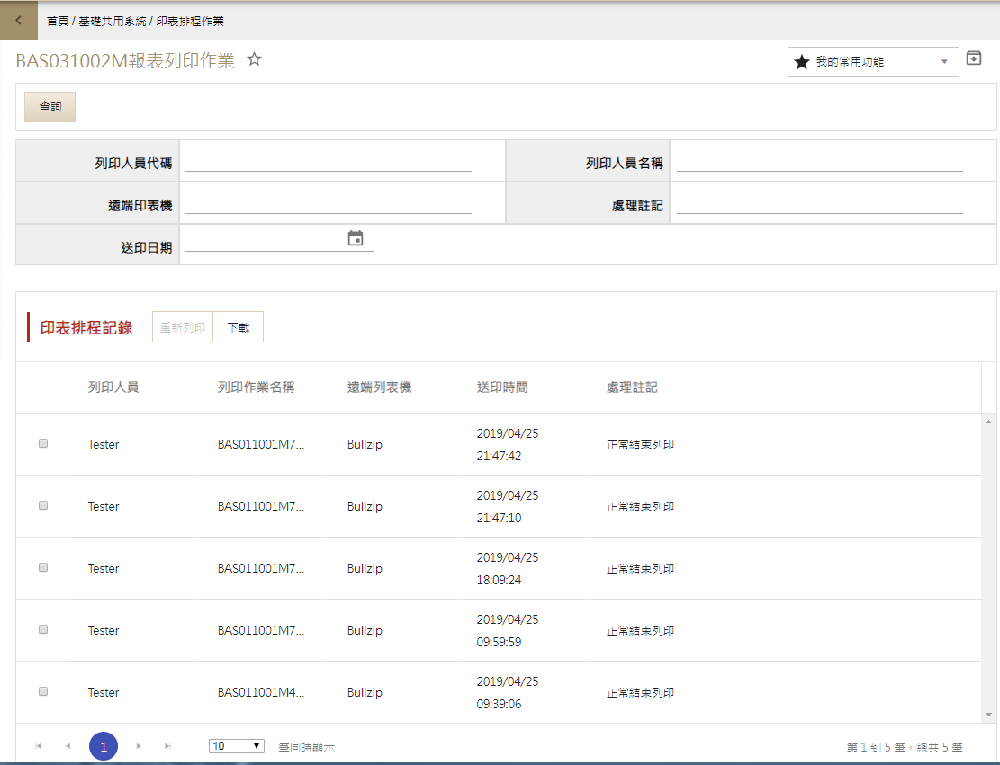 首頁 / 基礎共用系統 / 印表排程作業
BAS031002M報表列印作業
我的常用功能
查詢
列印人員代碼
列印人員名稱
遠端印表機
處理註記
送印日期
印表排程記錄
重新列印
下載
列印人員 列印作業名稱 遠端列表機 送印時間 處理註記
Tester BAS011001M7... Bullzip 2019/04/25 21:47:42 正常結束列印
Tester BAS011001M7... Bullzip 2019/04/25 21:47:10 正常結束列印
Tester BAS011001M7... Bullzip 2019/04/25 18:09:24 正常結束列印
Tester BAS011001M7... Bullzip 2019/04/25 09:59:59 正常結束列印
Tester BAS011001M4... Bullzip 2019/04/25 09:39:06 正常結束列印
1 10 筆同時顯示 第 1 到 5 筆，總共 5 筆